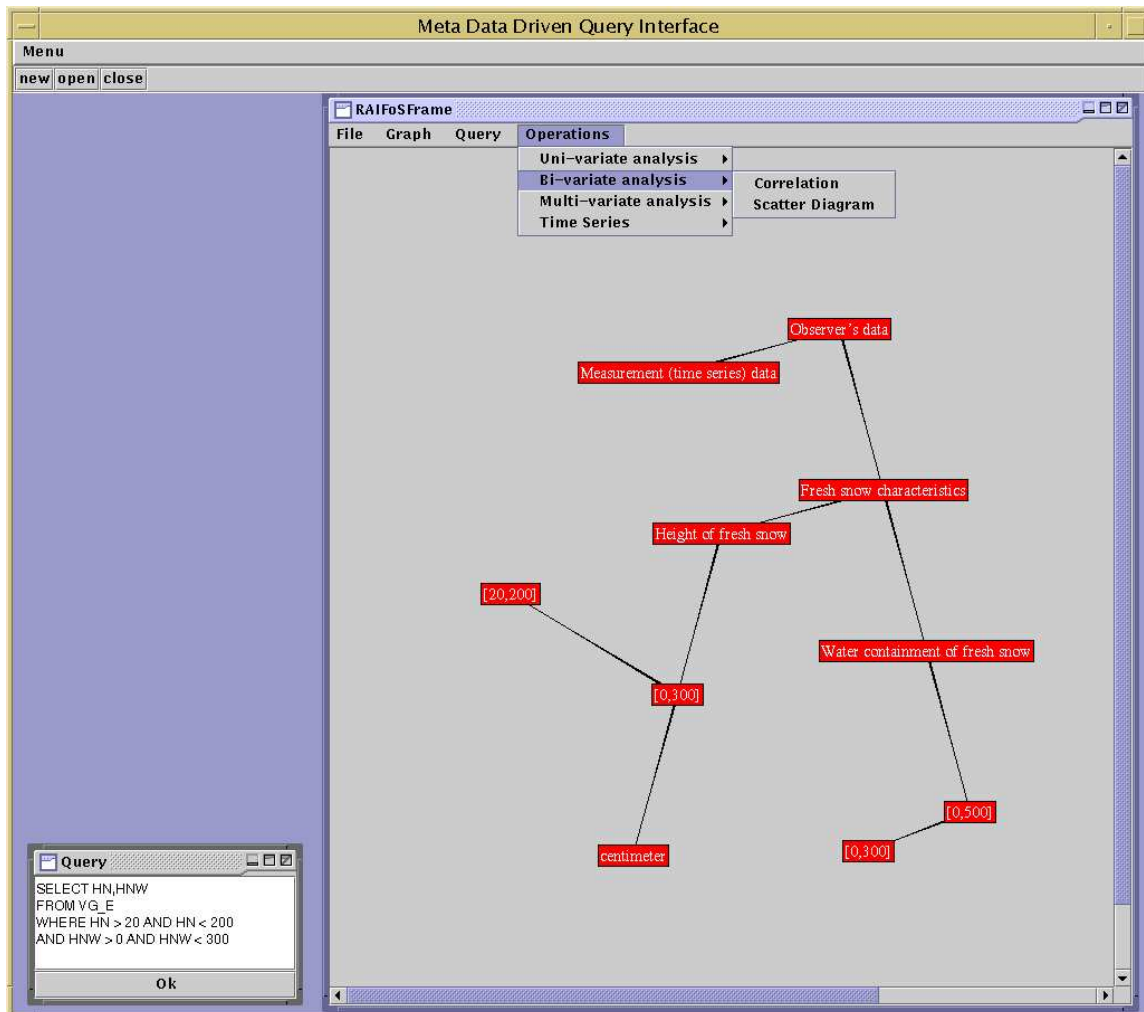 Meta Data Driven Query Interface
Menu
new open close
RAIFoSFrame
File Graph Query Operations
Uni-variate analysis
Bi-variate analysis
Correlation
Multi-variate analysis
Scatter Diagram
Time Series
Observer's data
Measurement (time series) data
Fresh snow characteristics
Height of fresh snow
[20,200]
Water containment of fresh snow
[0,300]
[0,500]
centimeter
[0,300]
Query
SELECT HN,HNW
FROM VG_E
WHERE HN > 20 AND HN < 200
AND HNW > 0 AND HNW < 300
Ok